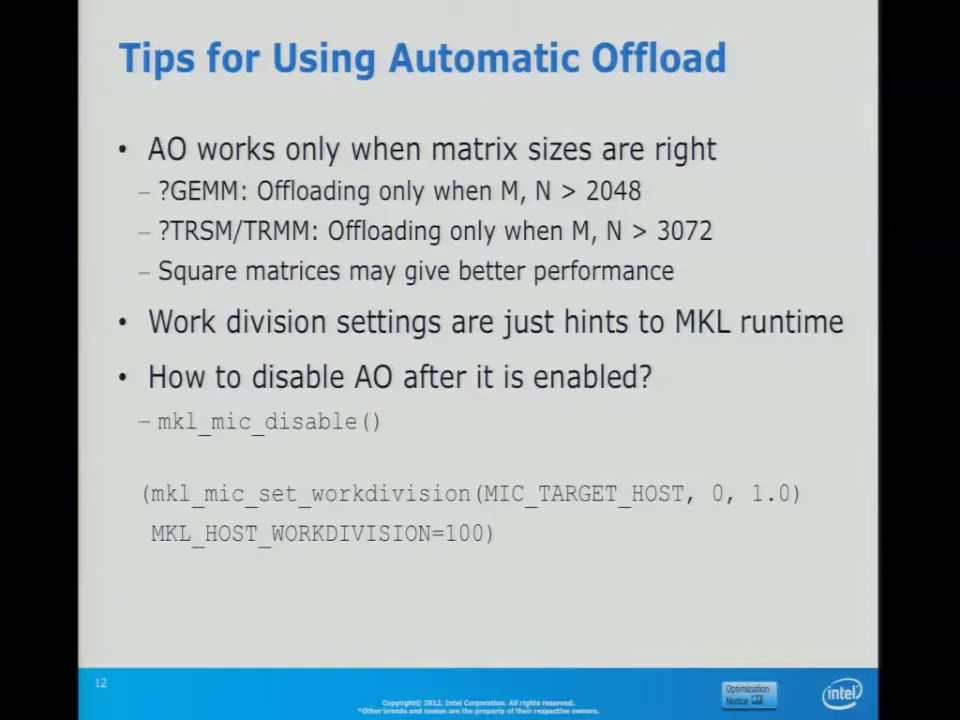 Tips for Using Automatic Offload
• AO works only when matrix sizes are right
– ?GEMM: Offloading only when M, N > 2048
– ?TRSM/TRMM: Offloading only when M, N > 3072
– Square matrices may give better performance
• Work division settings are just hints to MKL runtime
• How to disable AO after it is enabled?
– mkl_mic_disable()
(mkl_mic_set_workdivision(MIC_TARGET_HOST, 0, 1.0)
MKL_HOST_WORKDIVISION=100)
12
Copyright© 2012, Intel Corporation. All rights reserved.
*Other brands and names are the property of their respective owners.
Optimization
Notice
intel